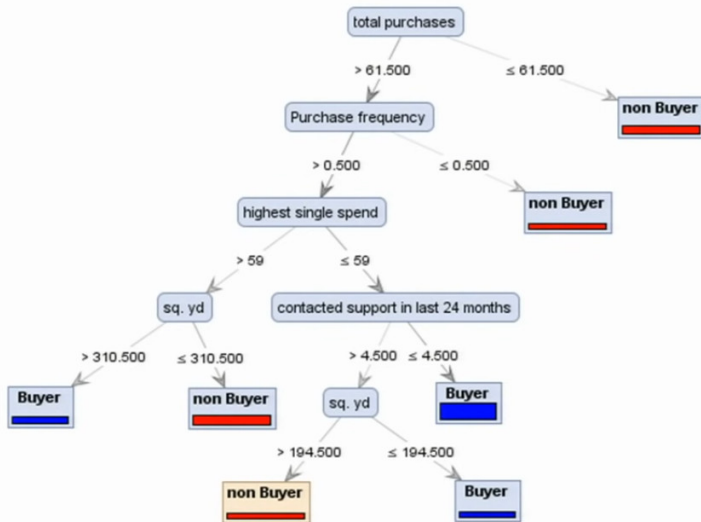 total purchases
> 61.500
≤ 61.500
non Buyer
Purchase frequency
> 0.500
≤ 0.500
non Buyer
highest single spend
> 59
≤ 59
sq. yd
contacted support in last 24 months
> 310.500
≤ 310.500
> 4.500
≤ 4.500
Buyer
non Buyer
sq. yd
Buyer
> 194.500
≤ 194.500
non Buyer
Buyer